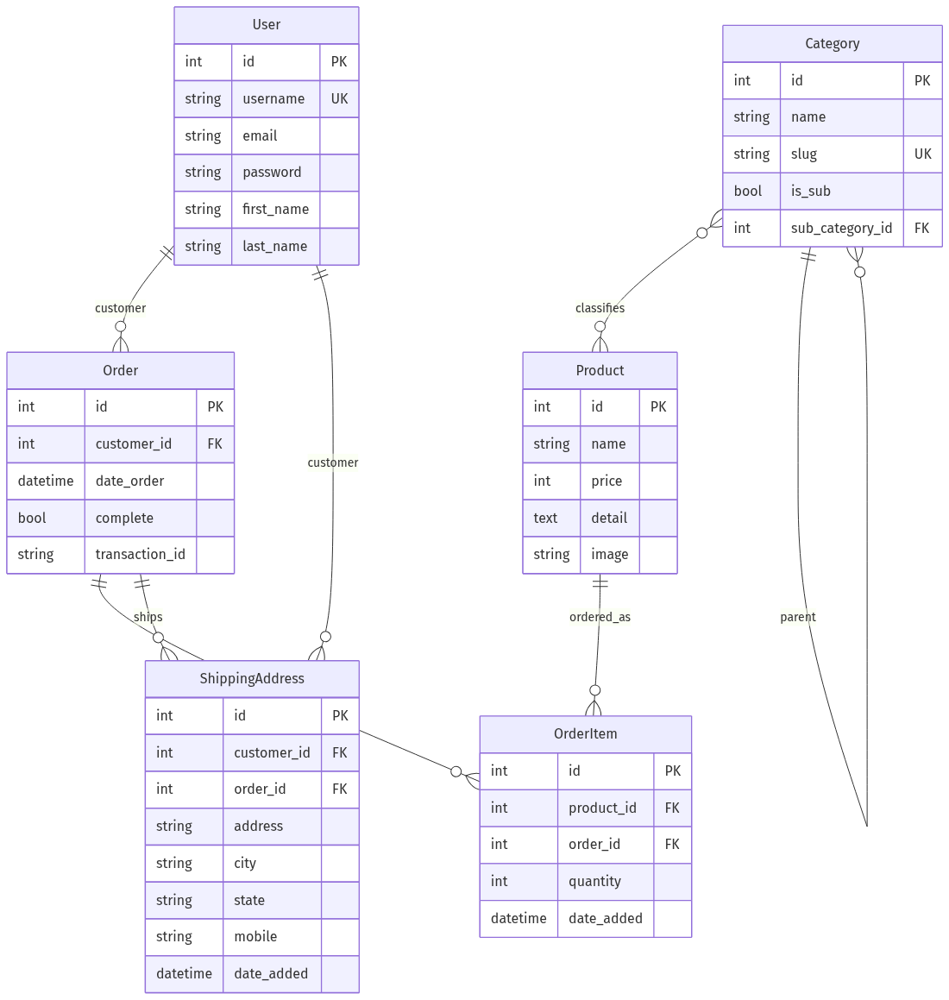 User
int id PK
string username UK
string email
string password
string first_name
string last_name
Category
int id PK
string name
string slug UK
bool is_sub
int sub_category_id FK
customer
classifies
Order
int id PK
int customer_id FK
datetime date_order
bool complete
string transaction_id
customer
Product
int id PK
string name
int price
text detail
string image
ships
ordered_as
parent
ShippingAddress
int id PK
int customer_id FK
int order_id FK
string address
string city
string state
string mobile
datetime date_added
OrderItem
int id PK
int product_id FK
int order_id FK
int quantity
datetime date_added